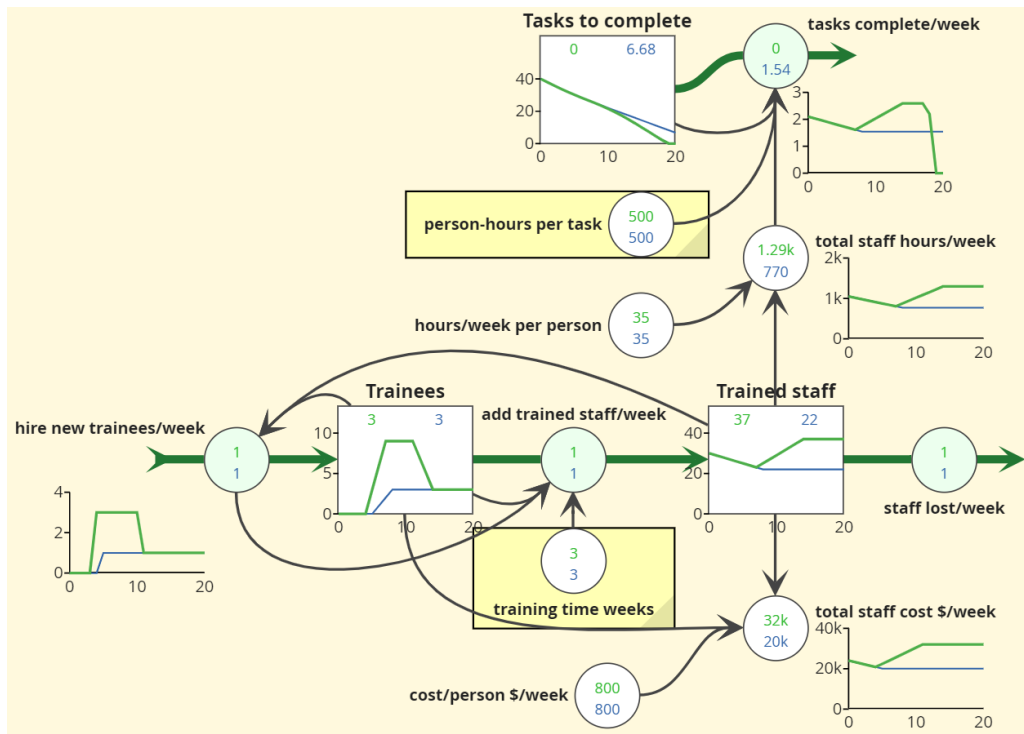 Tasks to complete
tasks complete/week
0 6.68
0
1.54
40
20
0
0 10 20
3
2
1
0
0 10 20
person-hours per task
500
500
1.29k
770
total staff hours/week
2k
1k
0
0 10 20
hours/week per person
35
35
Trainees
Trained staff
hire new trainees/week
add trained staff/week
1
1
3 3
10
5
0
0 10 20
1
1
37 22
40
20
0
0 10 20
1
1
staff lost/week
4
2
0
0 10 20
3
3
training time weeks
32k
20k
total staff cost $/week
40k
20k
0
0 10 20
cost/person $/week
800
800